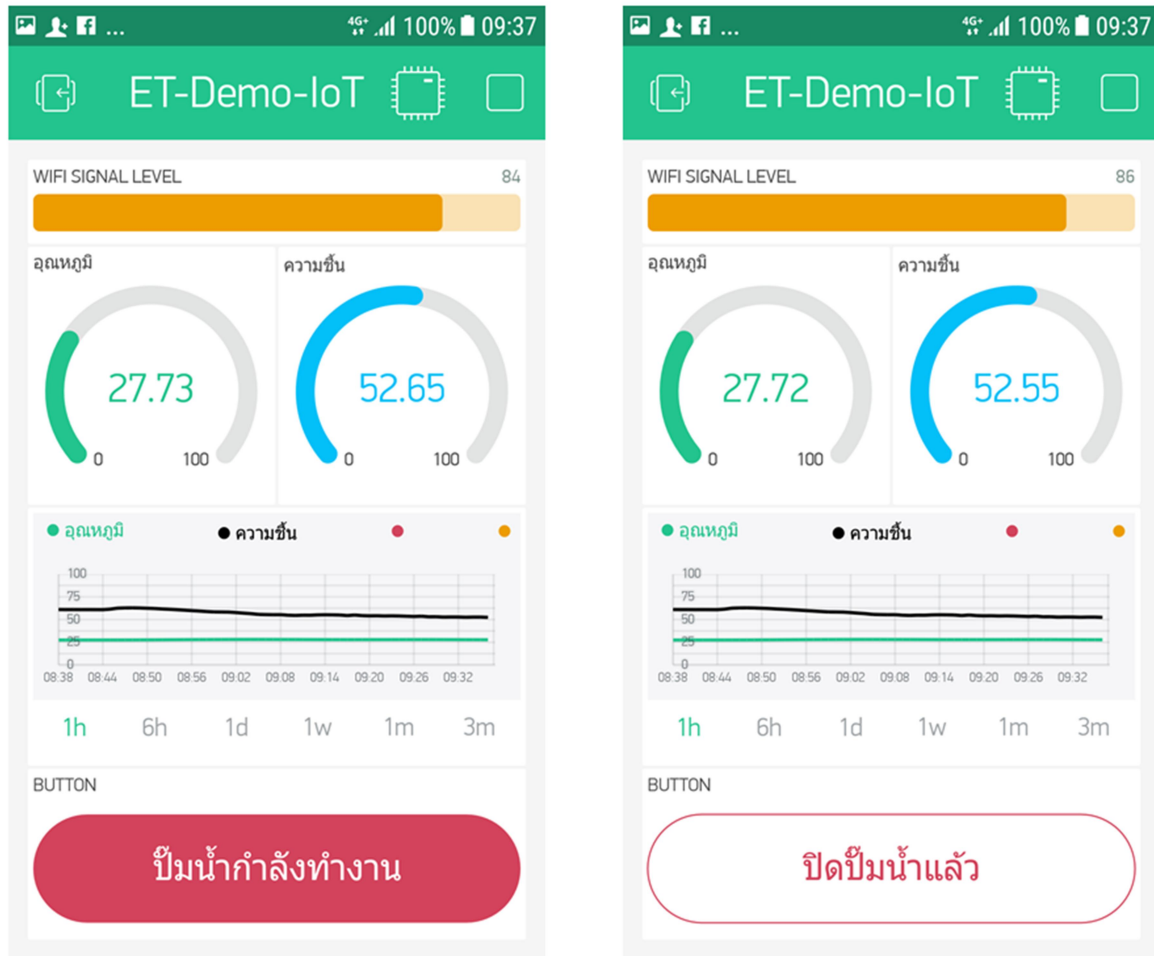 ... 4G+ 100% 09:37
ET-Demo-IoT
WIFI SIGNAL LEVEL 84
อุณหภูมิ ความชื้น
27.73 52.65
0 100 0 100
อุณหภูมิ ความชื้น
100
75
50
25
0
08:38 08:44 08:50 08:56 09:02 09:08 09:14 09:20 09:26 09:32
1h 6h 1d 1w 1m 3m
BUTTON
ปั๊มน้ำกำลังทำงาน
... 4G+ 100% 09:37
ET-Demo-IoT
WIFI SIGNAL LEVEL 86
อุณหภูมิ ความชื้น
27.72 52.55
0 100 0 100
อุณหภูมิ ความชื้น
100
75
50
25
0
08:38 08:44 08:50 08:56 09:02 09:08 09:14 09:20 09:26 09:32
1h 6h 1d 1w 1m 3m
BUTTON
ปิดปั๊มน้ำแล้ว